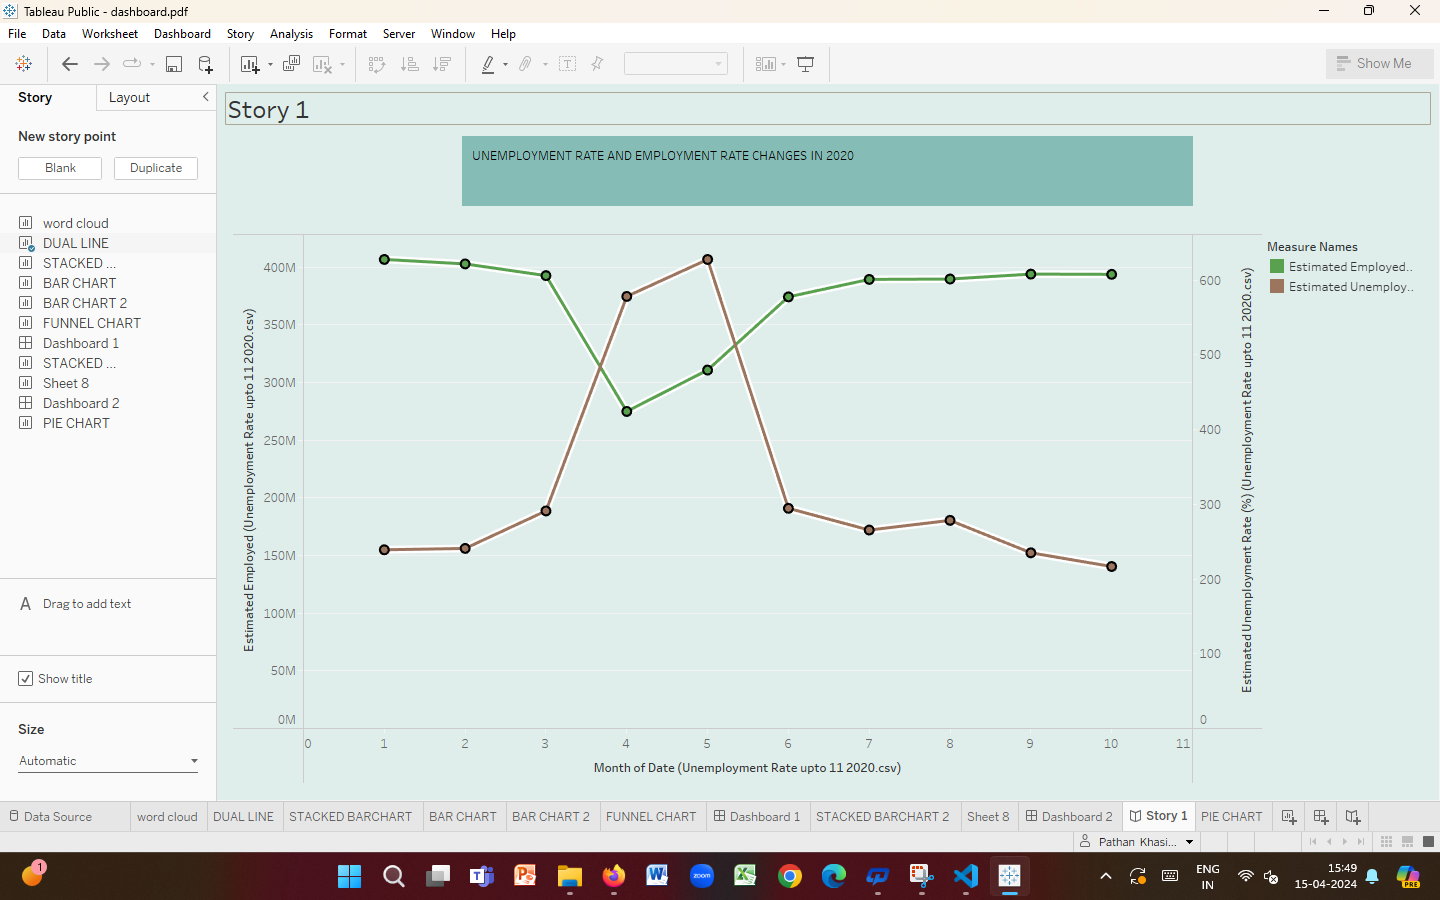 Tableau Public - dashboard.pdf
File Data Worksheet Dashboard Story Analysis Format Server Window Help
Show Me
Story Layout
New story point
Blank Duplicate
word cloud
DUAL LINE
STACKED ...
BAR CHART
BAR CHART 2
FUNNEL CHART
Dashboard 1
STACKED ...
Sheet 8
Dashboard 2
PIE CHART
A Drag to add text
Show title
Size
Automatic
Story 1
UNEMPLOYMENT RATE AND EMPLOYMENT RATE CHANGES IN 2020
Estimated Employed (Unemployment Rate upto 11 2020.csv)
400M
350M
300M
250M
200M
150M
100M
50M
0M
0 1 2 3 4 5 6 7 8 9 10 11
Month of Date (Unemployment Rate upto 11 2020.csv)
600
500
400
300
200
100
0
Estimated Unemployment Rate (%) (Unemployment Rate upto 11 2020.csv)
Measure Names
Estimated Employed..
Estimated Unemploy..
Data Source word cloud DUAL LINE STACKED BARCHART BAR CHART BAR CHART 2 FUNNEL CHART Dashboard 1 STACKED BARCHART 2 Sheet 8 Dashboard 2 Story 1 PIE CHART
Pathan Khasi...
1
zoom
ENG
IN
15:49
15-04-2024
PRE